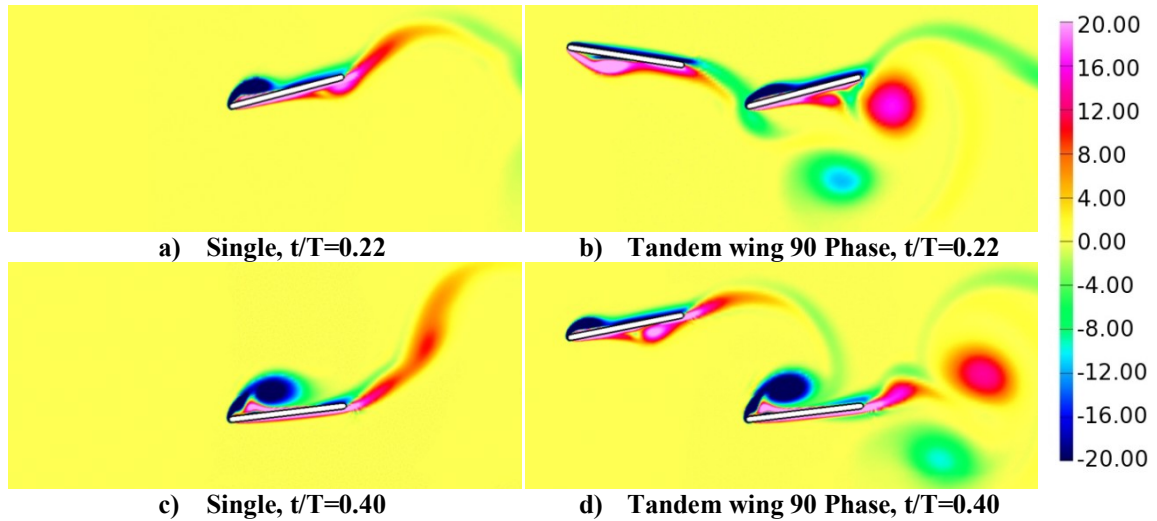 a) Single, t/T=0.22
b) Tandem wing 90 Phase, t/T=0.22
c) Single, t/T=0.40
d) Tandem wing 90 Phase, t/T=0.40
20.00
16.00
12.00
8.00
4.00
0.00
-4.00
-8.00
-12.00
-16.00
-20.00